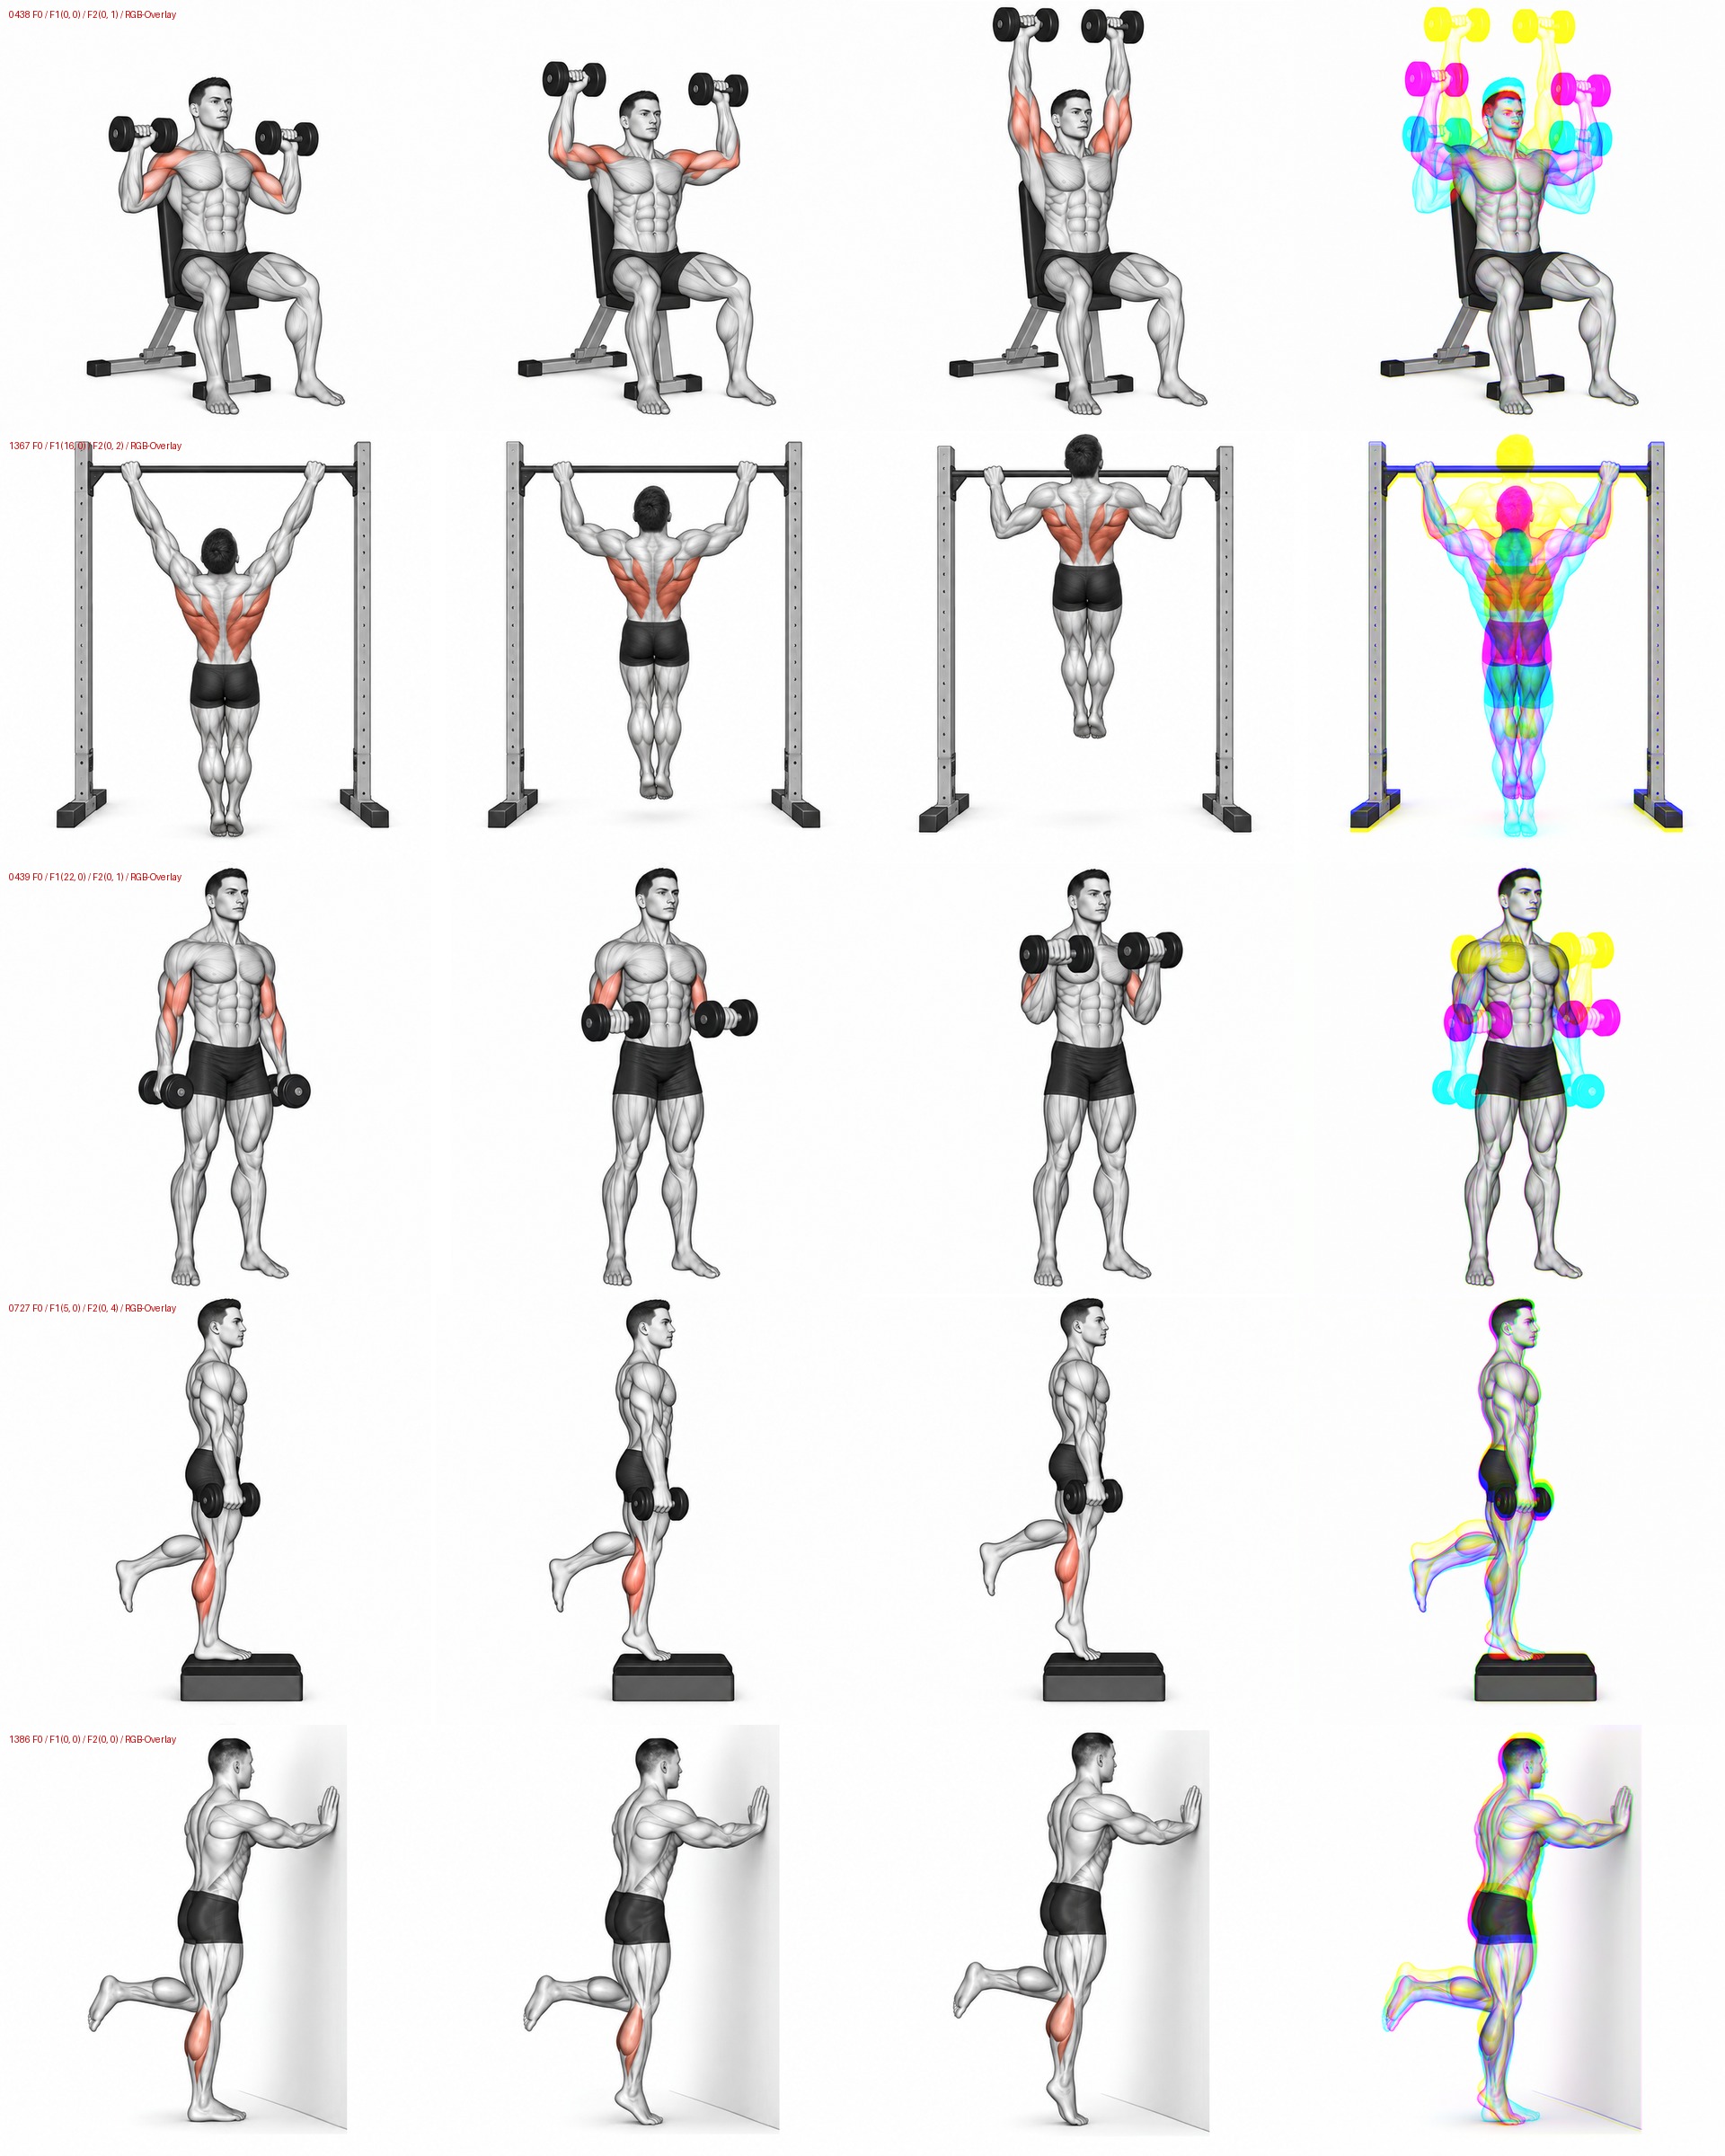 0438 F0 / F1(0, 0) / F2(0, 1) / RGB-Overlay
1367 F0 / F1(16, 0) / F2(0, 2) / RGB-Overlay
0439 F0 / F1(22, 0) / F2(0, 1) / RGB-Overlay
0727 F0 / F1(5, 0) / F2(0, 4) / RGB-Overlay
1386 F0 / F1(0, 0) / F2(0, 0) / RGB-Overlay